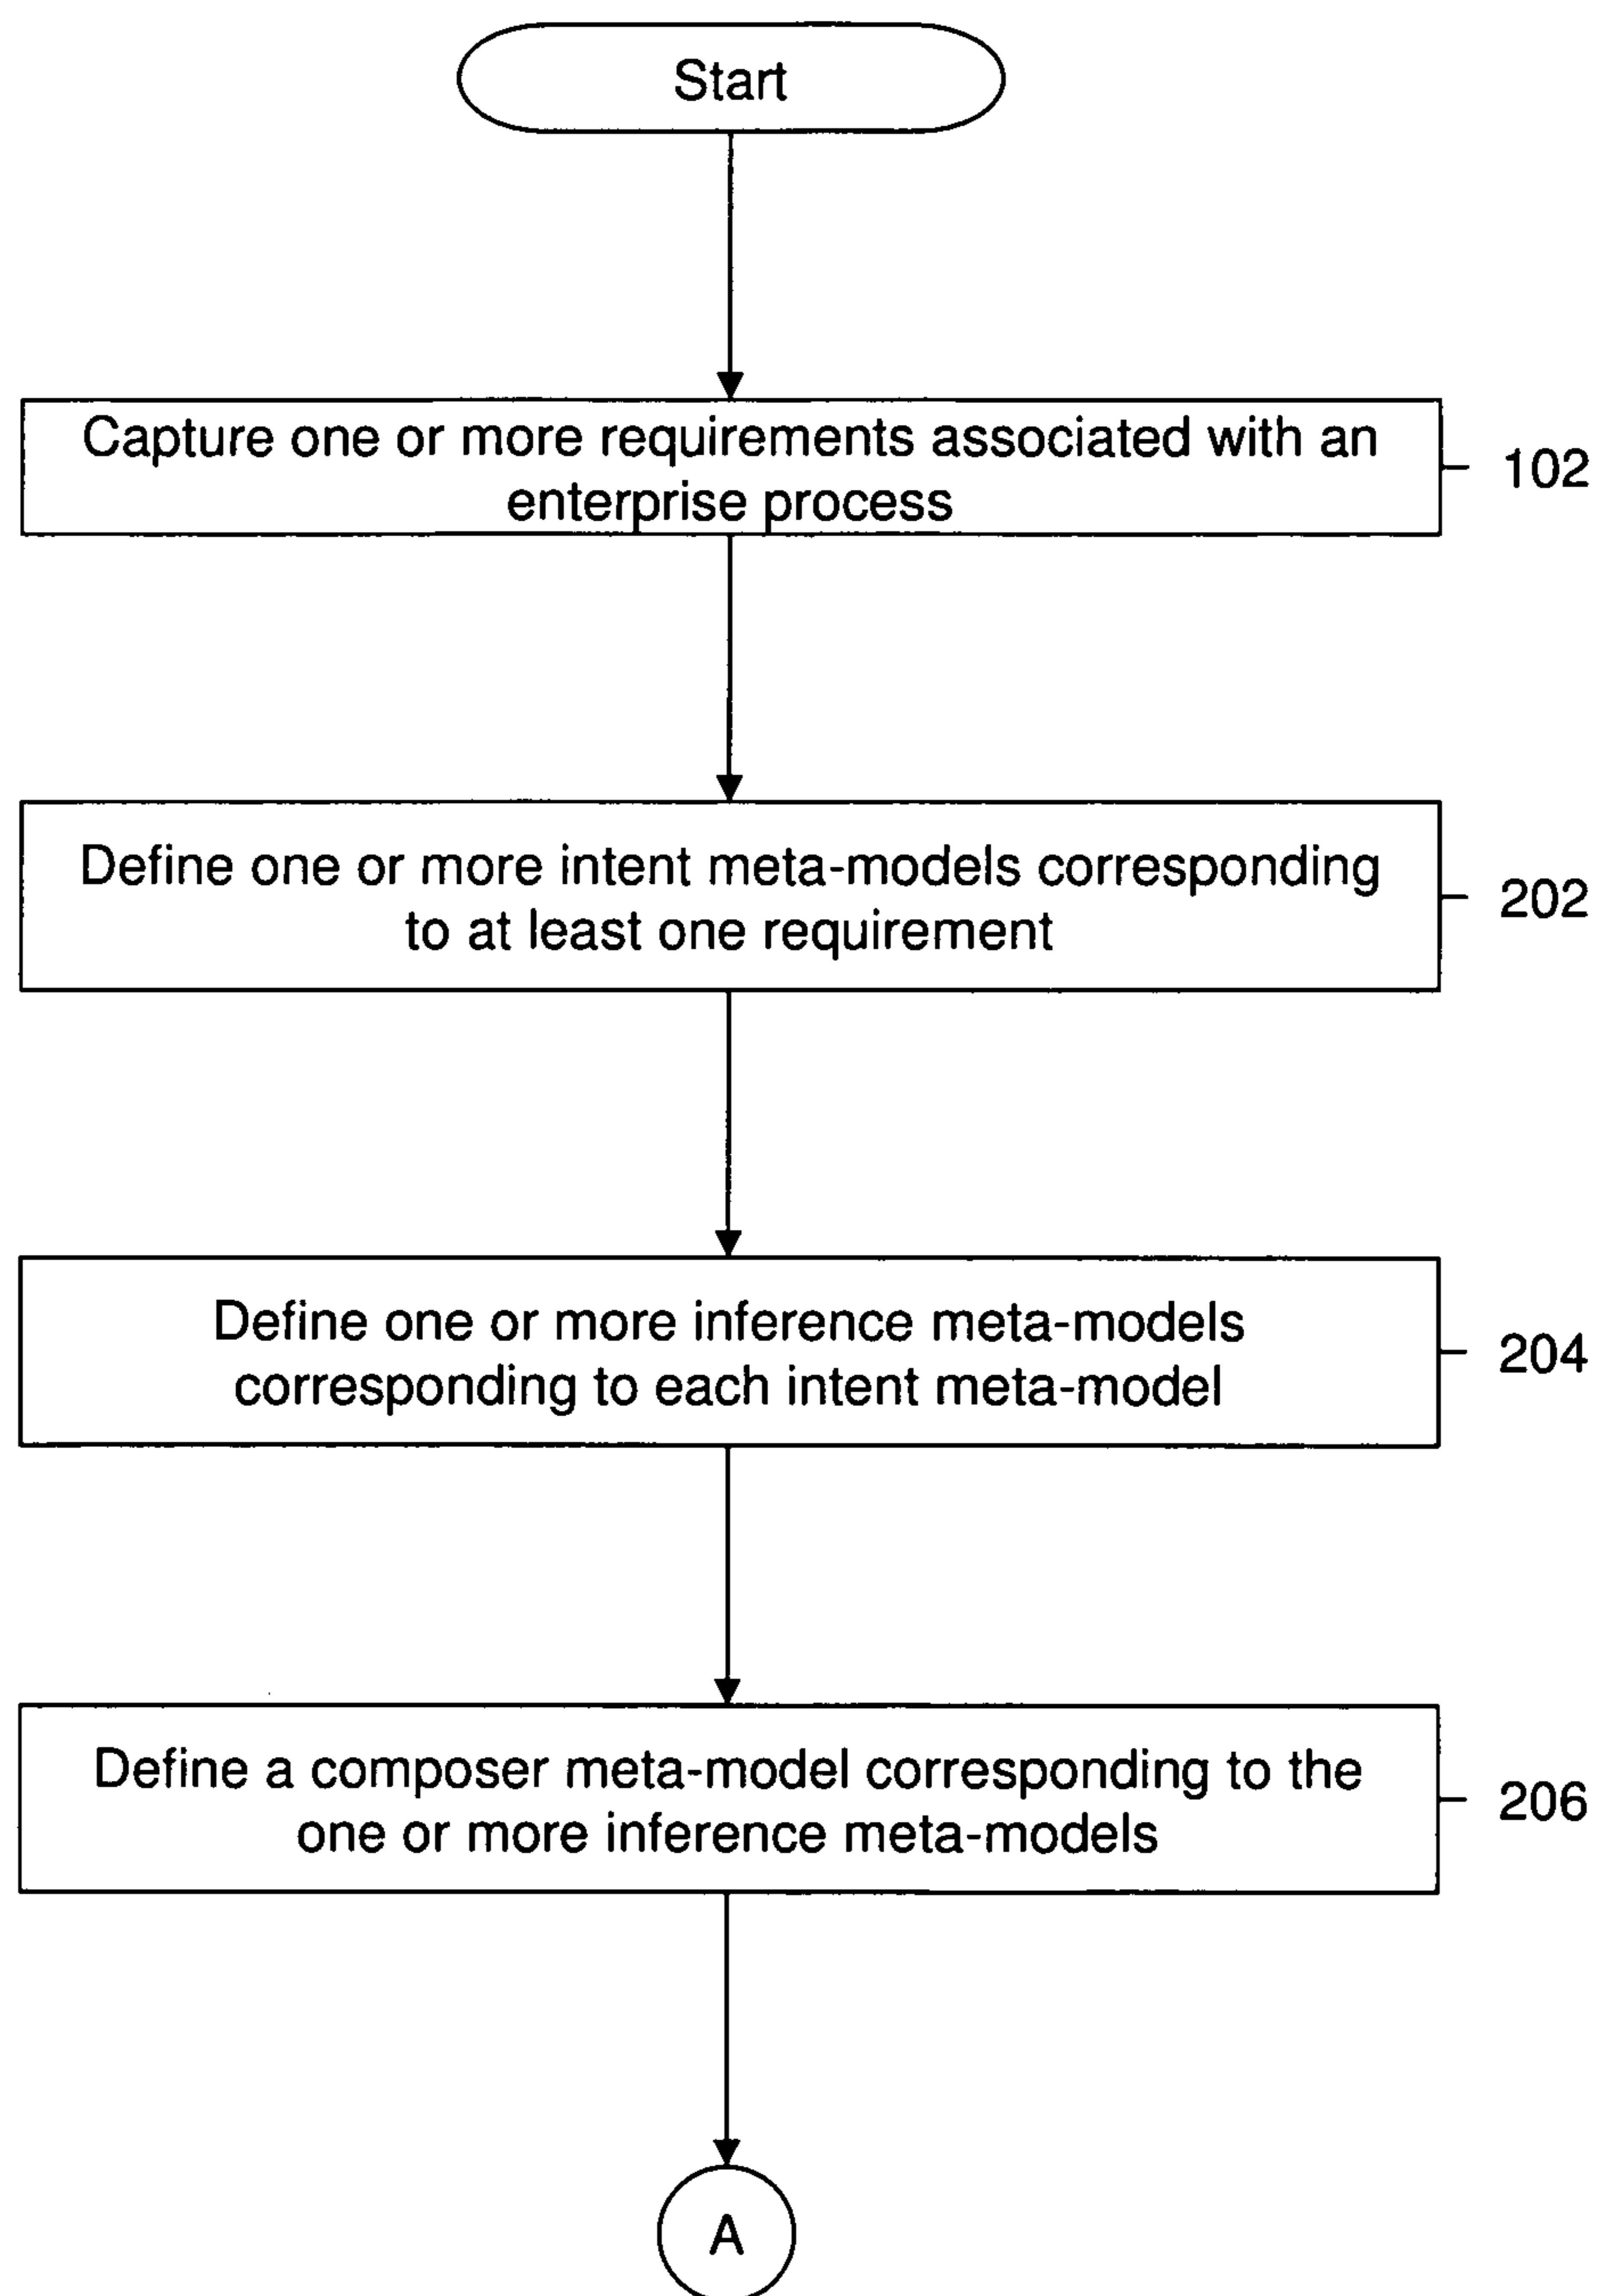 Start
Capture one or more requirements associated with an
enterprise process
102
Define one or more intent meta-models corresponding
to at least one requirement
202
Define one or more inference meta-models
corresponding to each intent meta-model
204
Define a composer meta-model corresponding to the
one or more inference meta-models
206
A